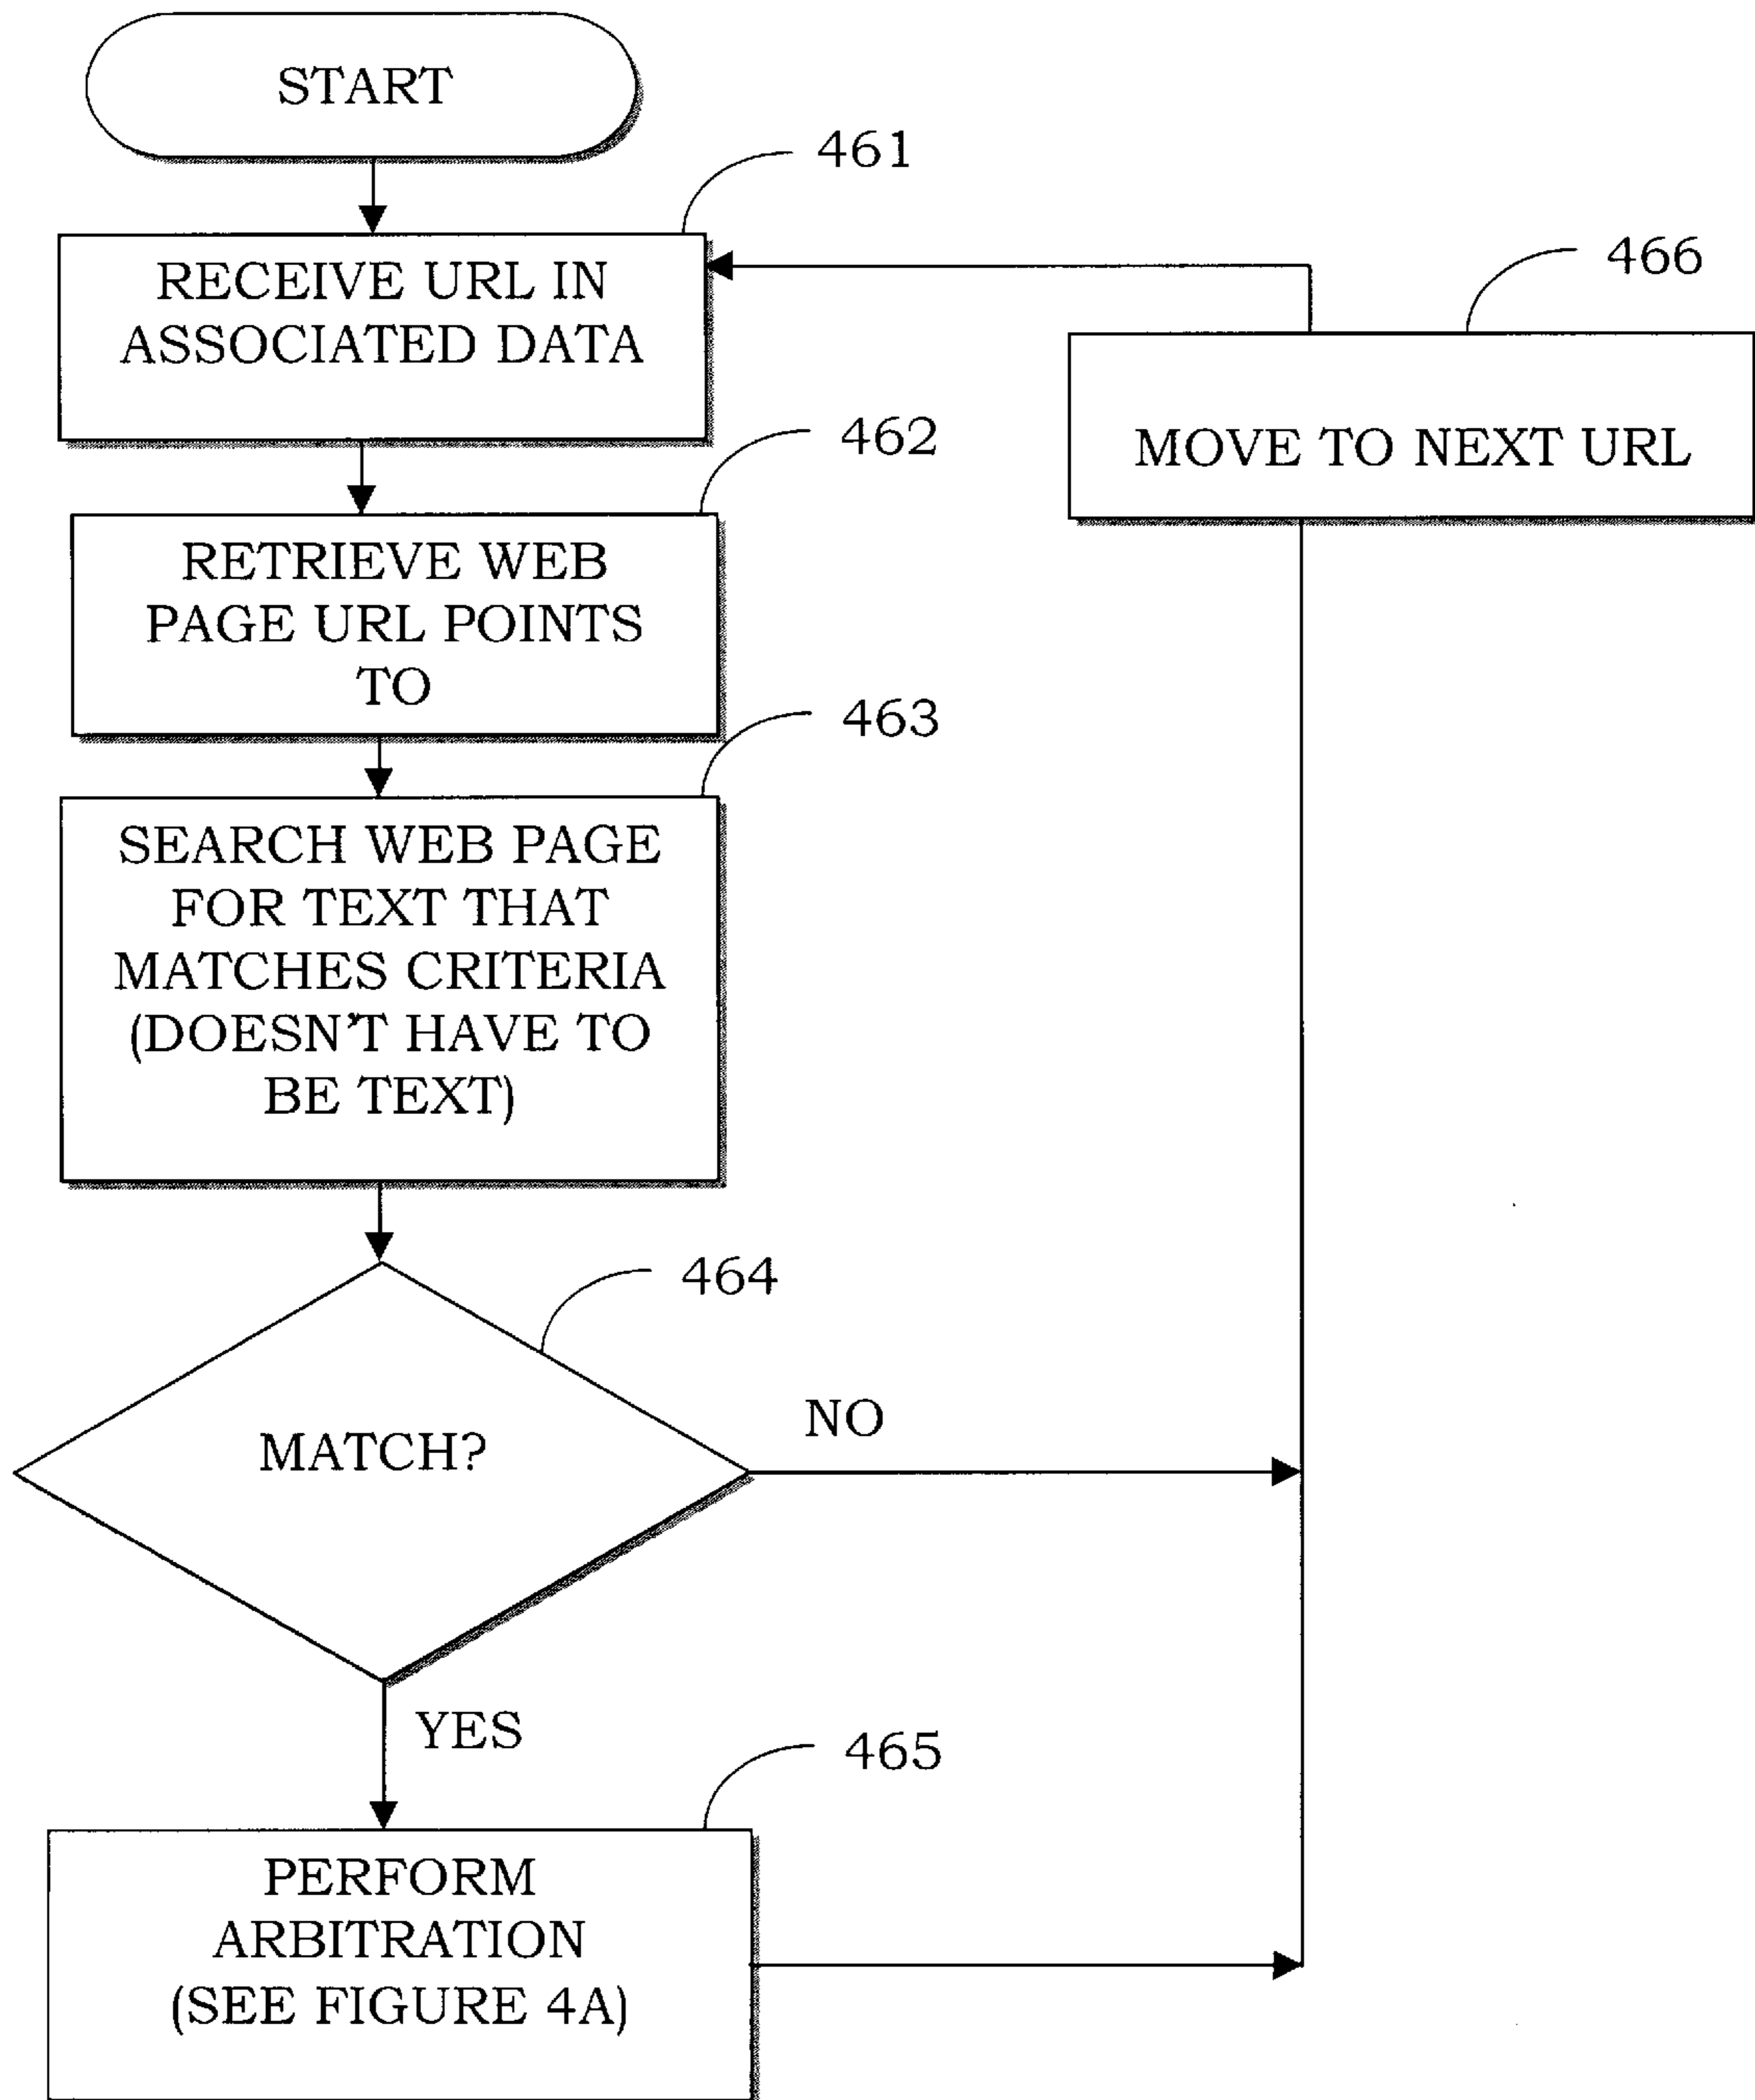 START
461
RECEIVE URL IN
ASSOCIATED DATA
466
MOVE TO NEXT URL
462
RETRIEVE WEB
PAGE URL POINTS
TO
463
SEARCH WEB PAGE
FOR TEXT THAT
MATCHES CRITERIA
(DOESN'T HAVE TO
BE TEXT)
464
MATCH?
NO
YES
465
PERFORM
ARBITRATION
(SEE FIGURE 4A)